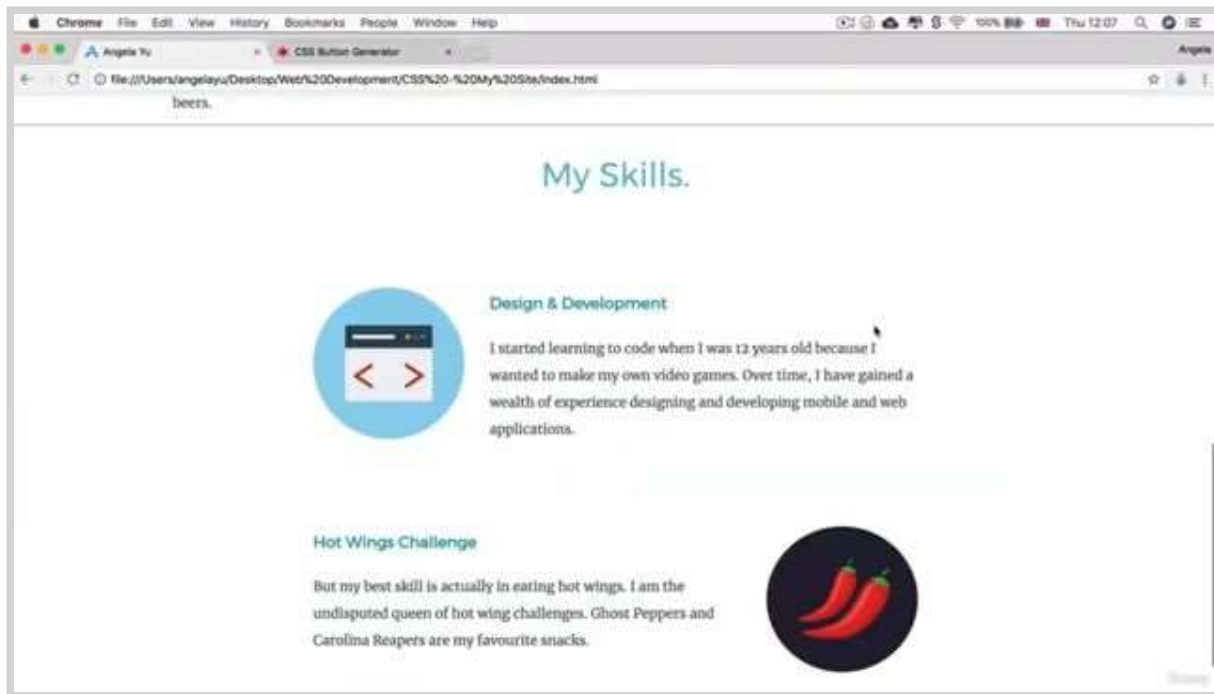 Chrome File Edit View History Bookmarks People Window Help 100% Thu 12:07
Angela Yu CSS Button Generator Angela
file:///Users/angelayu/Desktop/Web%20Development/CSS%20-%20My%20Site/index.html
beers.
My Skills.
Design & Development
I started learning to code when I was 12 years old because I
wanted to make my own video games. Over time, I have gained a
wealth of experience designing and developing mobile and web
applications.
Hot Wings Challenge
But my best skill is actually in eating hot wings. I am the
undisputed queen of hot wing challenges. Ghost Peppers and
Carolina Reapers are my favourite snacks.